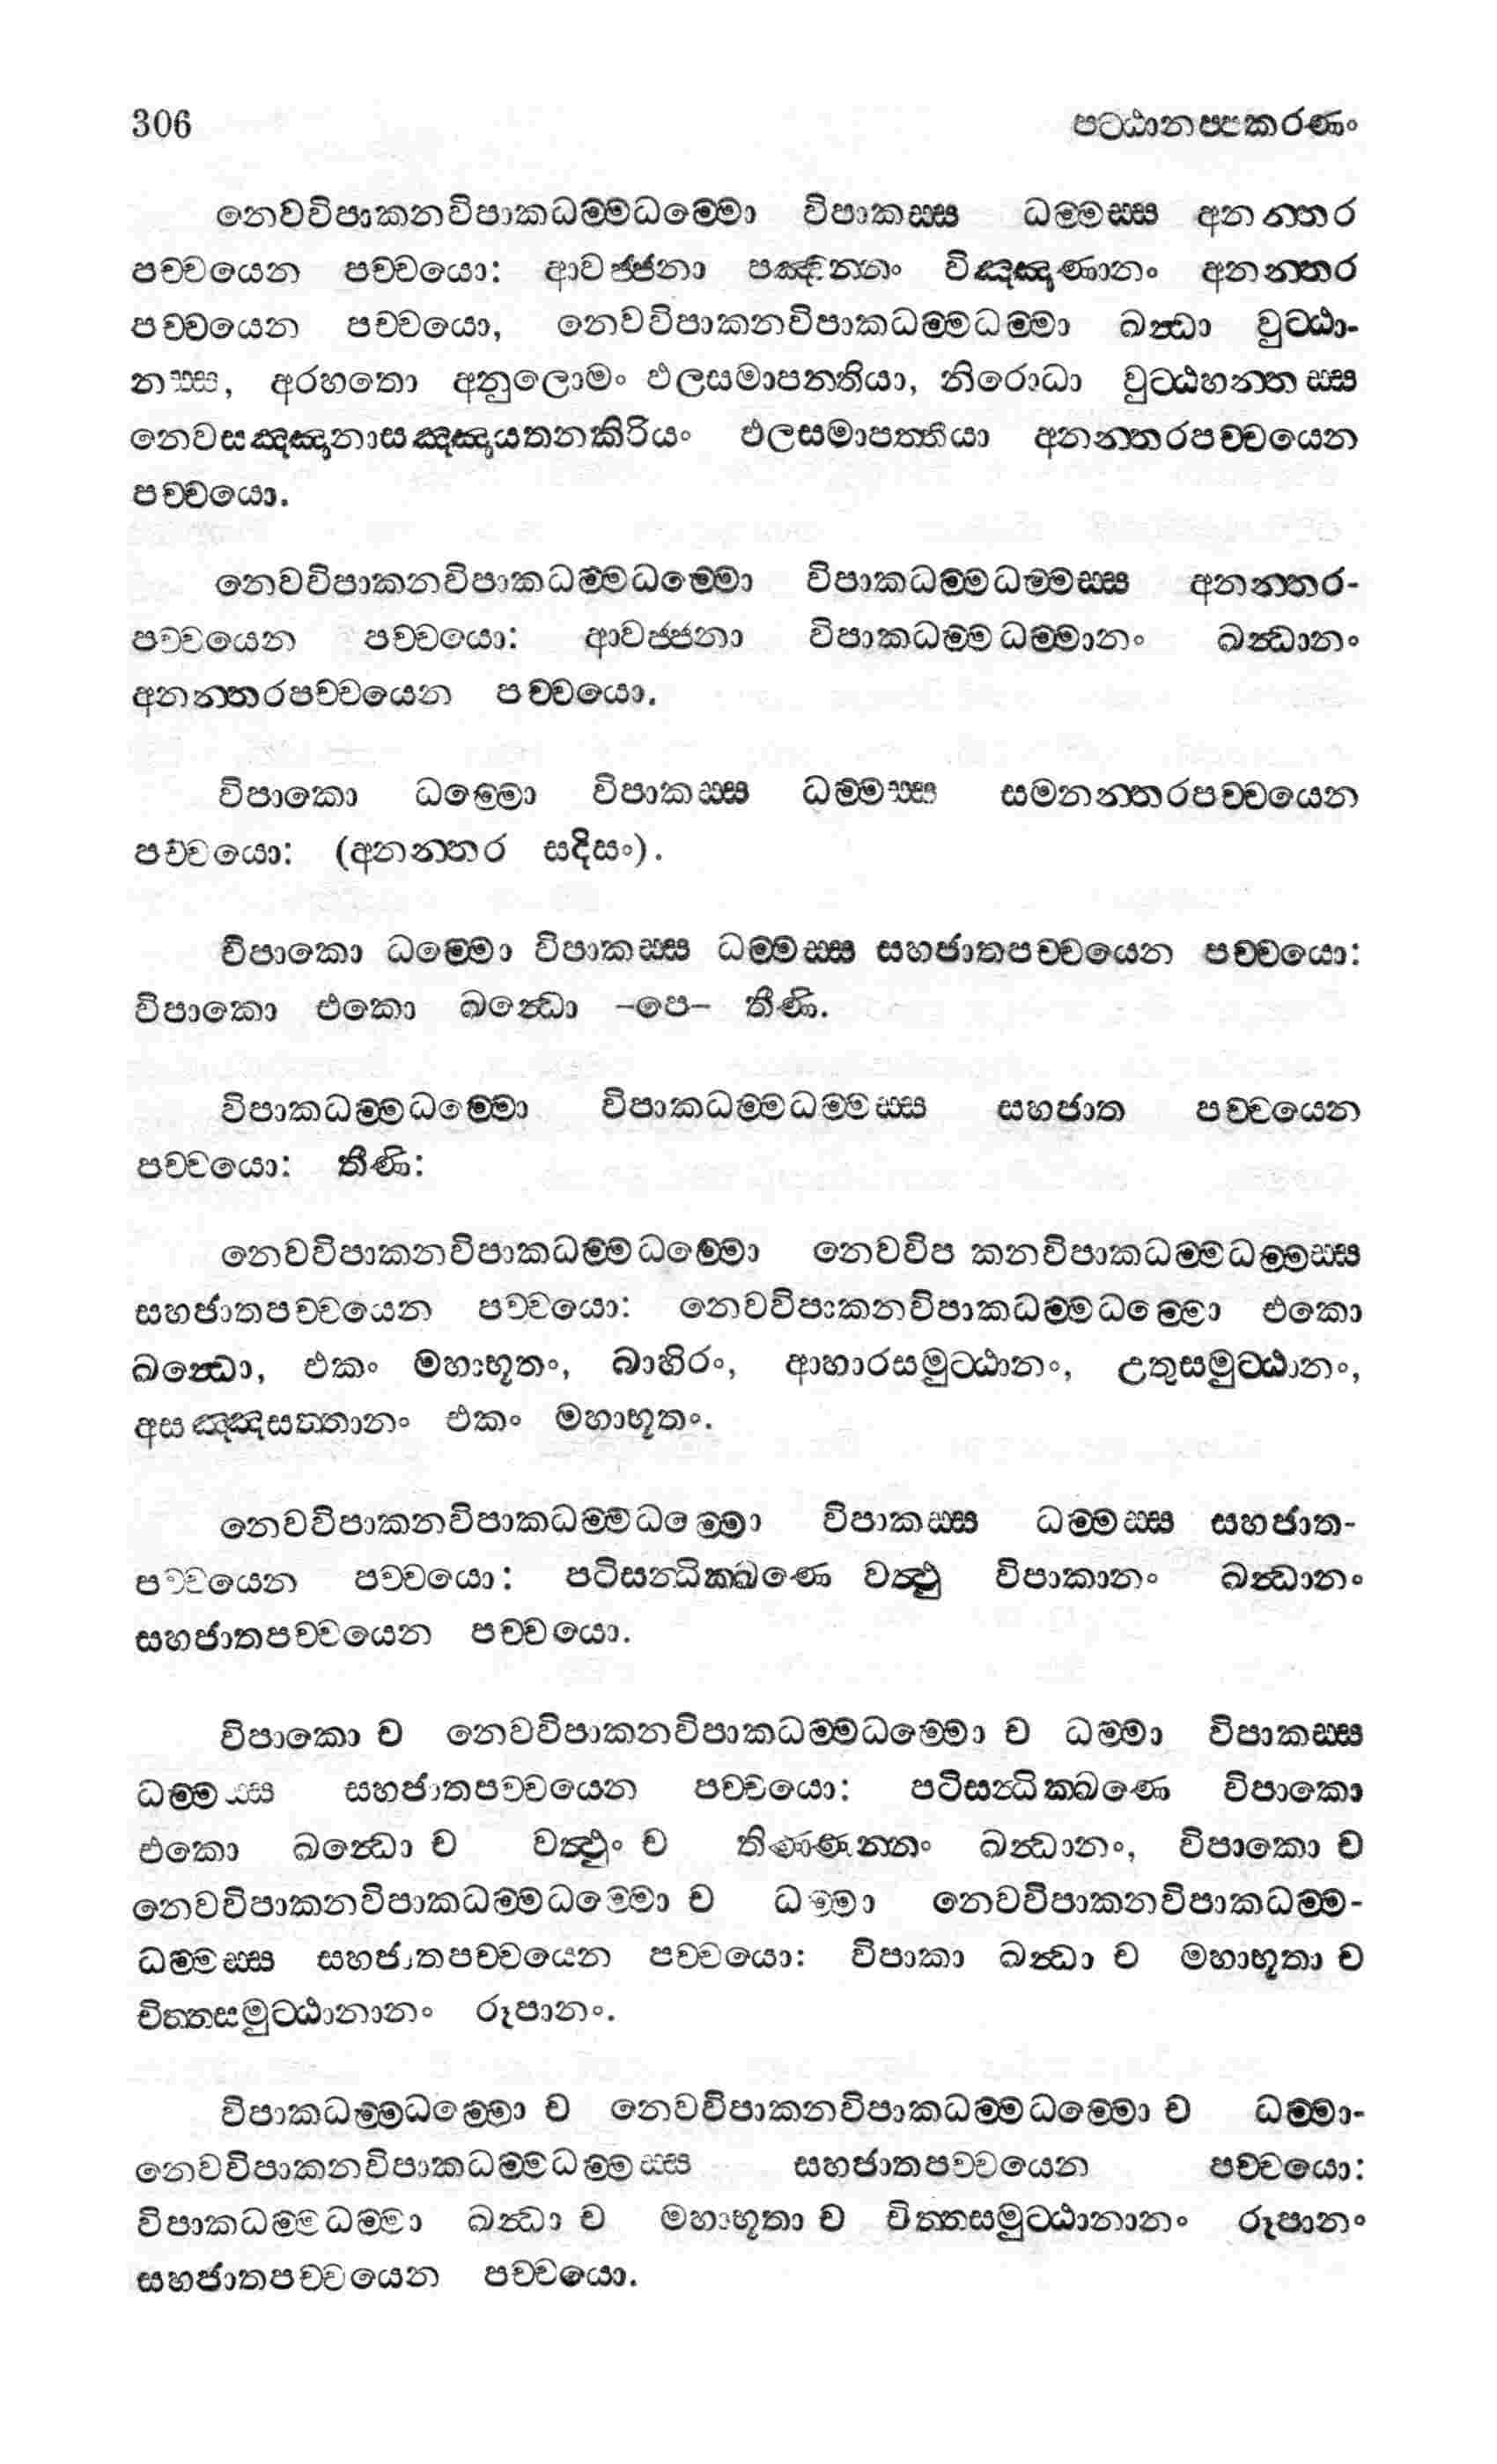 306 පට්ඨානප්පකරණං
නෙවවිපාකනවිපාකධම්මධම්මො විපාකස්ස ධම්මස්ස අනන්තර
පච්චයෙන පච්චයො: ආවජ්ජනා පඤ්චන්නං විඤ්ඤාණානං අනන්තර
පච්චයෙන පච්චයො, නෙවවිපාකනවිපාකධම්මධම්මා ඛන්ධා වුට්ඨා-
නස්ස, අරහතො අනුලොමං ඵලසමාපත්තියා, නිරොධා වුට්ඨහන්තස්ස
නෙවසඤ්ඤානාසඤ්ඤායතනකිරියං ඵලසමාපත්තියා අනන්තරපච්චයෙන
පච්චයො.
නෙවවිපාකනවිපාකධම්මධම්මො විපාකධම්මධම්මස්ස අනන්තර-
පච්චයෙන පච්චයො: ආවජ්ජනා විපාකධම්මධම්මානං ඛන්ධානං
අනන්තරපච්චයෙන පච්චයො.
විපාකො ධම්මො විපාකස්ස ධම්මස්ස සමනන්තරපච්චයෙන
පච්චයො: (අනන්තර සදිසං).
විපාකො ධම්මො විපාකස්ස ධම්මස්ස සහජාතපච්චයෙන පච්චයො:
විපාකො එකො ඛන්ධො -පෙ- තීණි.
විපාකධම්මධම්මො විපාකධම්මධම්මස්ස සහජාත පච්චයෙන
පච්චයො: තීණි:
නෙවවිපාකනවිපාකධම්මධම්මො නෙවවිප කනවිපාකධම්මධම්මස්ස
සහජාතපච්චයෙන පච්චයො: නෙවවිපාකනවිපාකධම්මධම්මො එකො
ඛන්ධො, එකං මහාභූතං, බාහිරං, ආහාරසමුට්ඨානං, උතුසමුට්ඨානං,
අසඤ්ඤසත්තානං එකං මහාභූතං.
නෙවවිපාකනවිපාකධම්මධම්මො විපාකස්ස ධම්මස්ස සහජාත-
පච්චයෙන පච්චයො: පටිසන්ධික්ඛණෙ වත්ථු විපාකානං ඛන්ධානං
සහජාතපච්චයෙන පච්චයො.
විපාකො ච නෙවවිපාකනවිපාකධම්මධම්මො ච ධම්මා විපාකස්ස
ධම්මස්ස සහජාතපච්චයෙන පච්චයො: පටිසන්ධික්ඛණෙ විපාකො
එකො ඛන්ධො ච වත්ථුං ච තිණ්ණන්නං ඛන්ධානං, විපාකො ච
නෙවවිපාකනවිපාකධම්මධම්මො ච ධම්මා නෙවවිපාකනවිපාකධම්ම-
ධම්මස්ස සහජාතපච්චයෙන පච්චයො: විපාකා ඛන්ධා ච මහාභූතා ච
චිත්තසමුට්ඨානානං රූපානං.
විපාකධම්මධම්මො ච නෙවවිපාකනවිපාකධම්මධම්මො ච ධම්මා-
නෙවවිපාකනවිපාකධම්මධම්මස්ස සහජාතපච්චයෙන පච්චයො:
විපාකධම්මධම්මා ඛන්ධා ච මහාභූතා ච චිත්තසමුට්ඨානානං රූපානං
සහජාතපච්චයෙන පච්චයො.